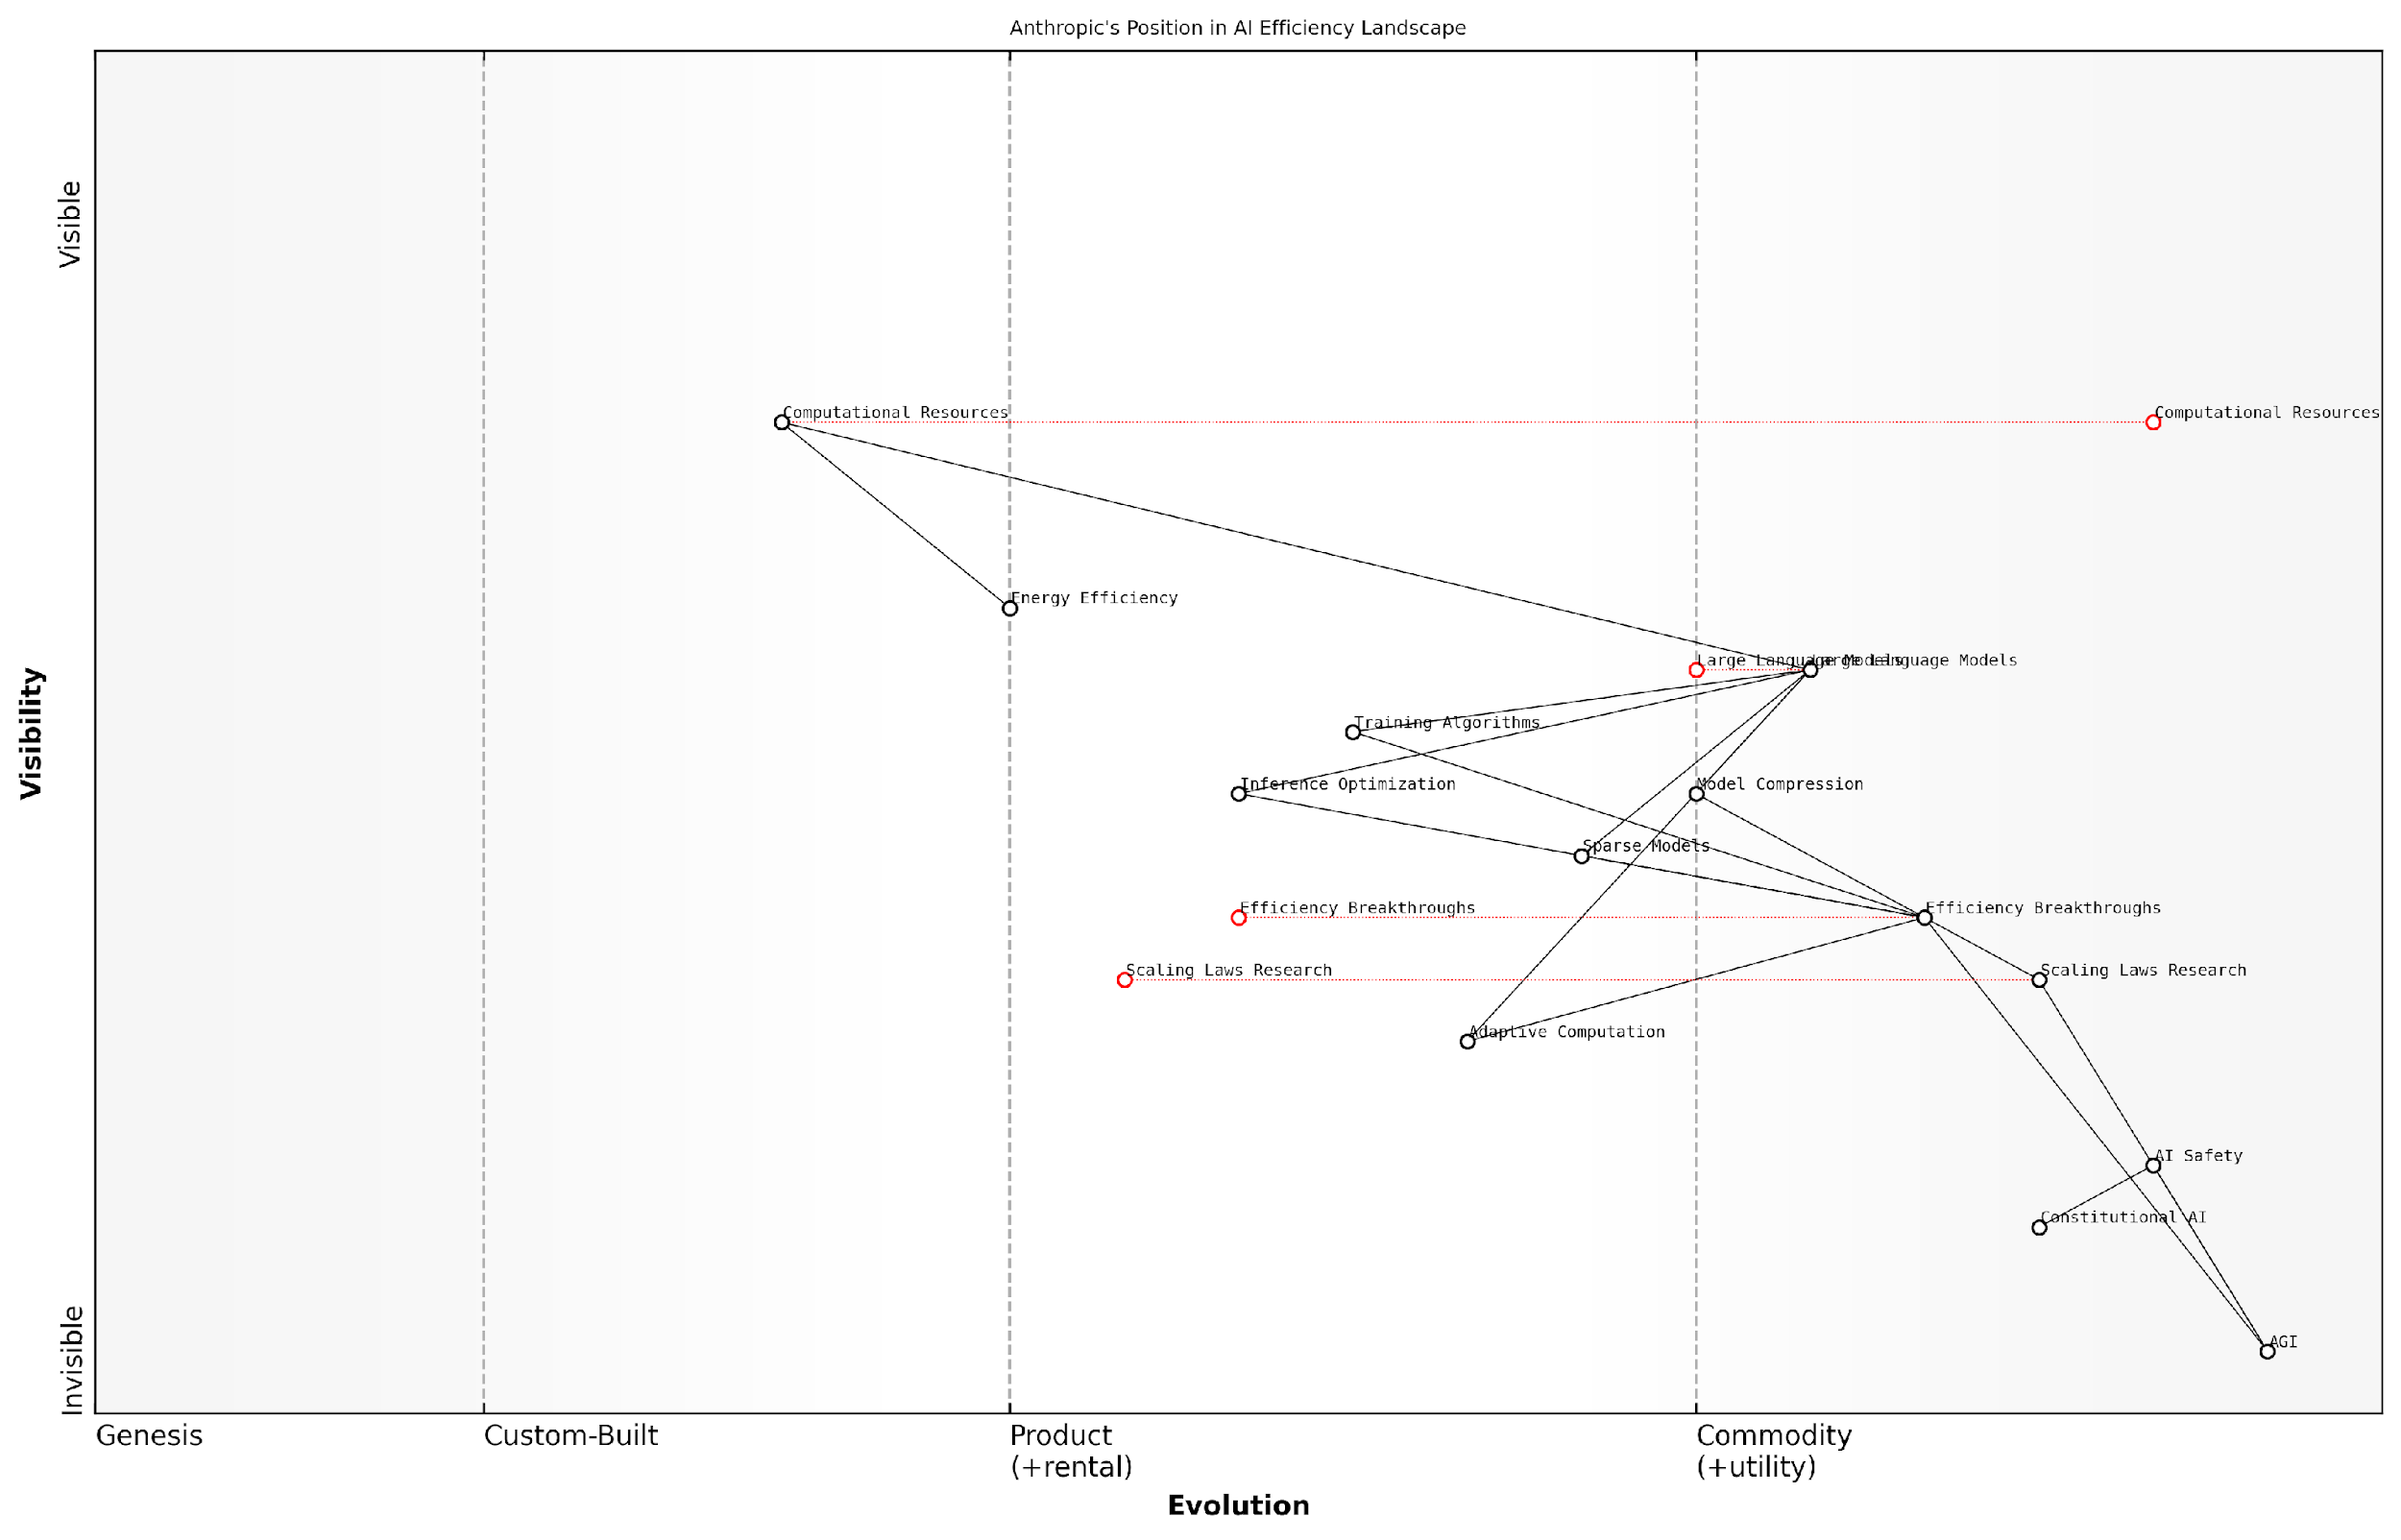 Anthropic's Position in AI Efficiency Landscape
Visible
Computational Resources
Computational Resources
Energy Efficiency
Large Language Models
Large Language Models
Training Algorithms
Inference Optimization
Model Compression
Sparse Models
Efficiency Breakthroughs
Efficiency Breakthroughs
Scaling Laws Research
Scaling Laws Research
Adaptive Computation
AI Safety
Constitutional AI
AGI
Visibility
Invisible
Genesis
Custom-Built
Product
(+rental)
Commodity
(+utility)
Evolution